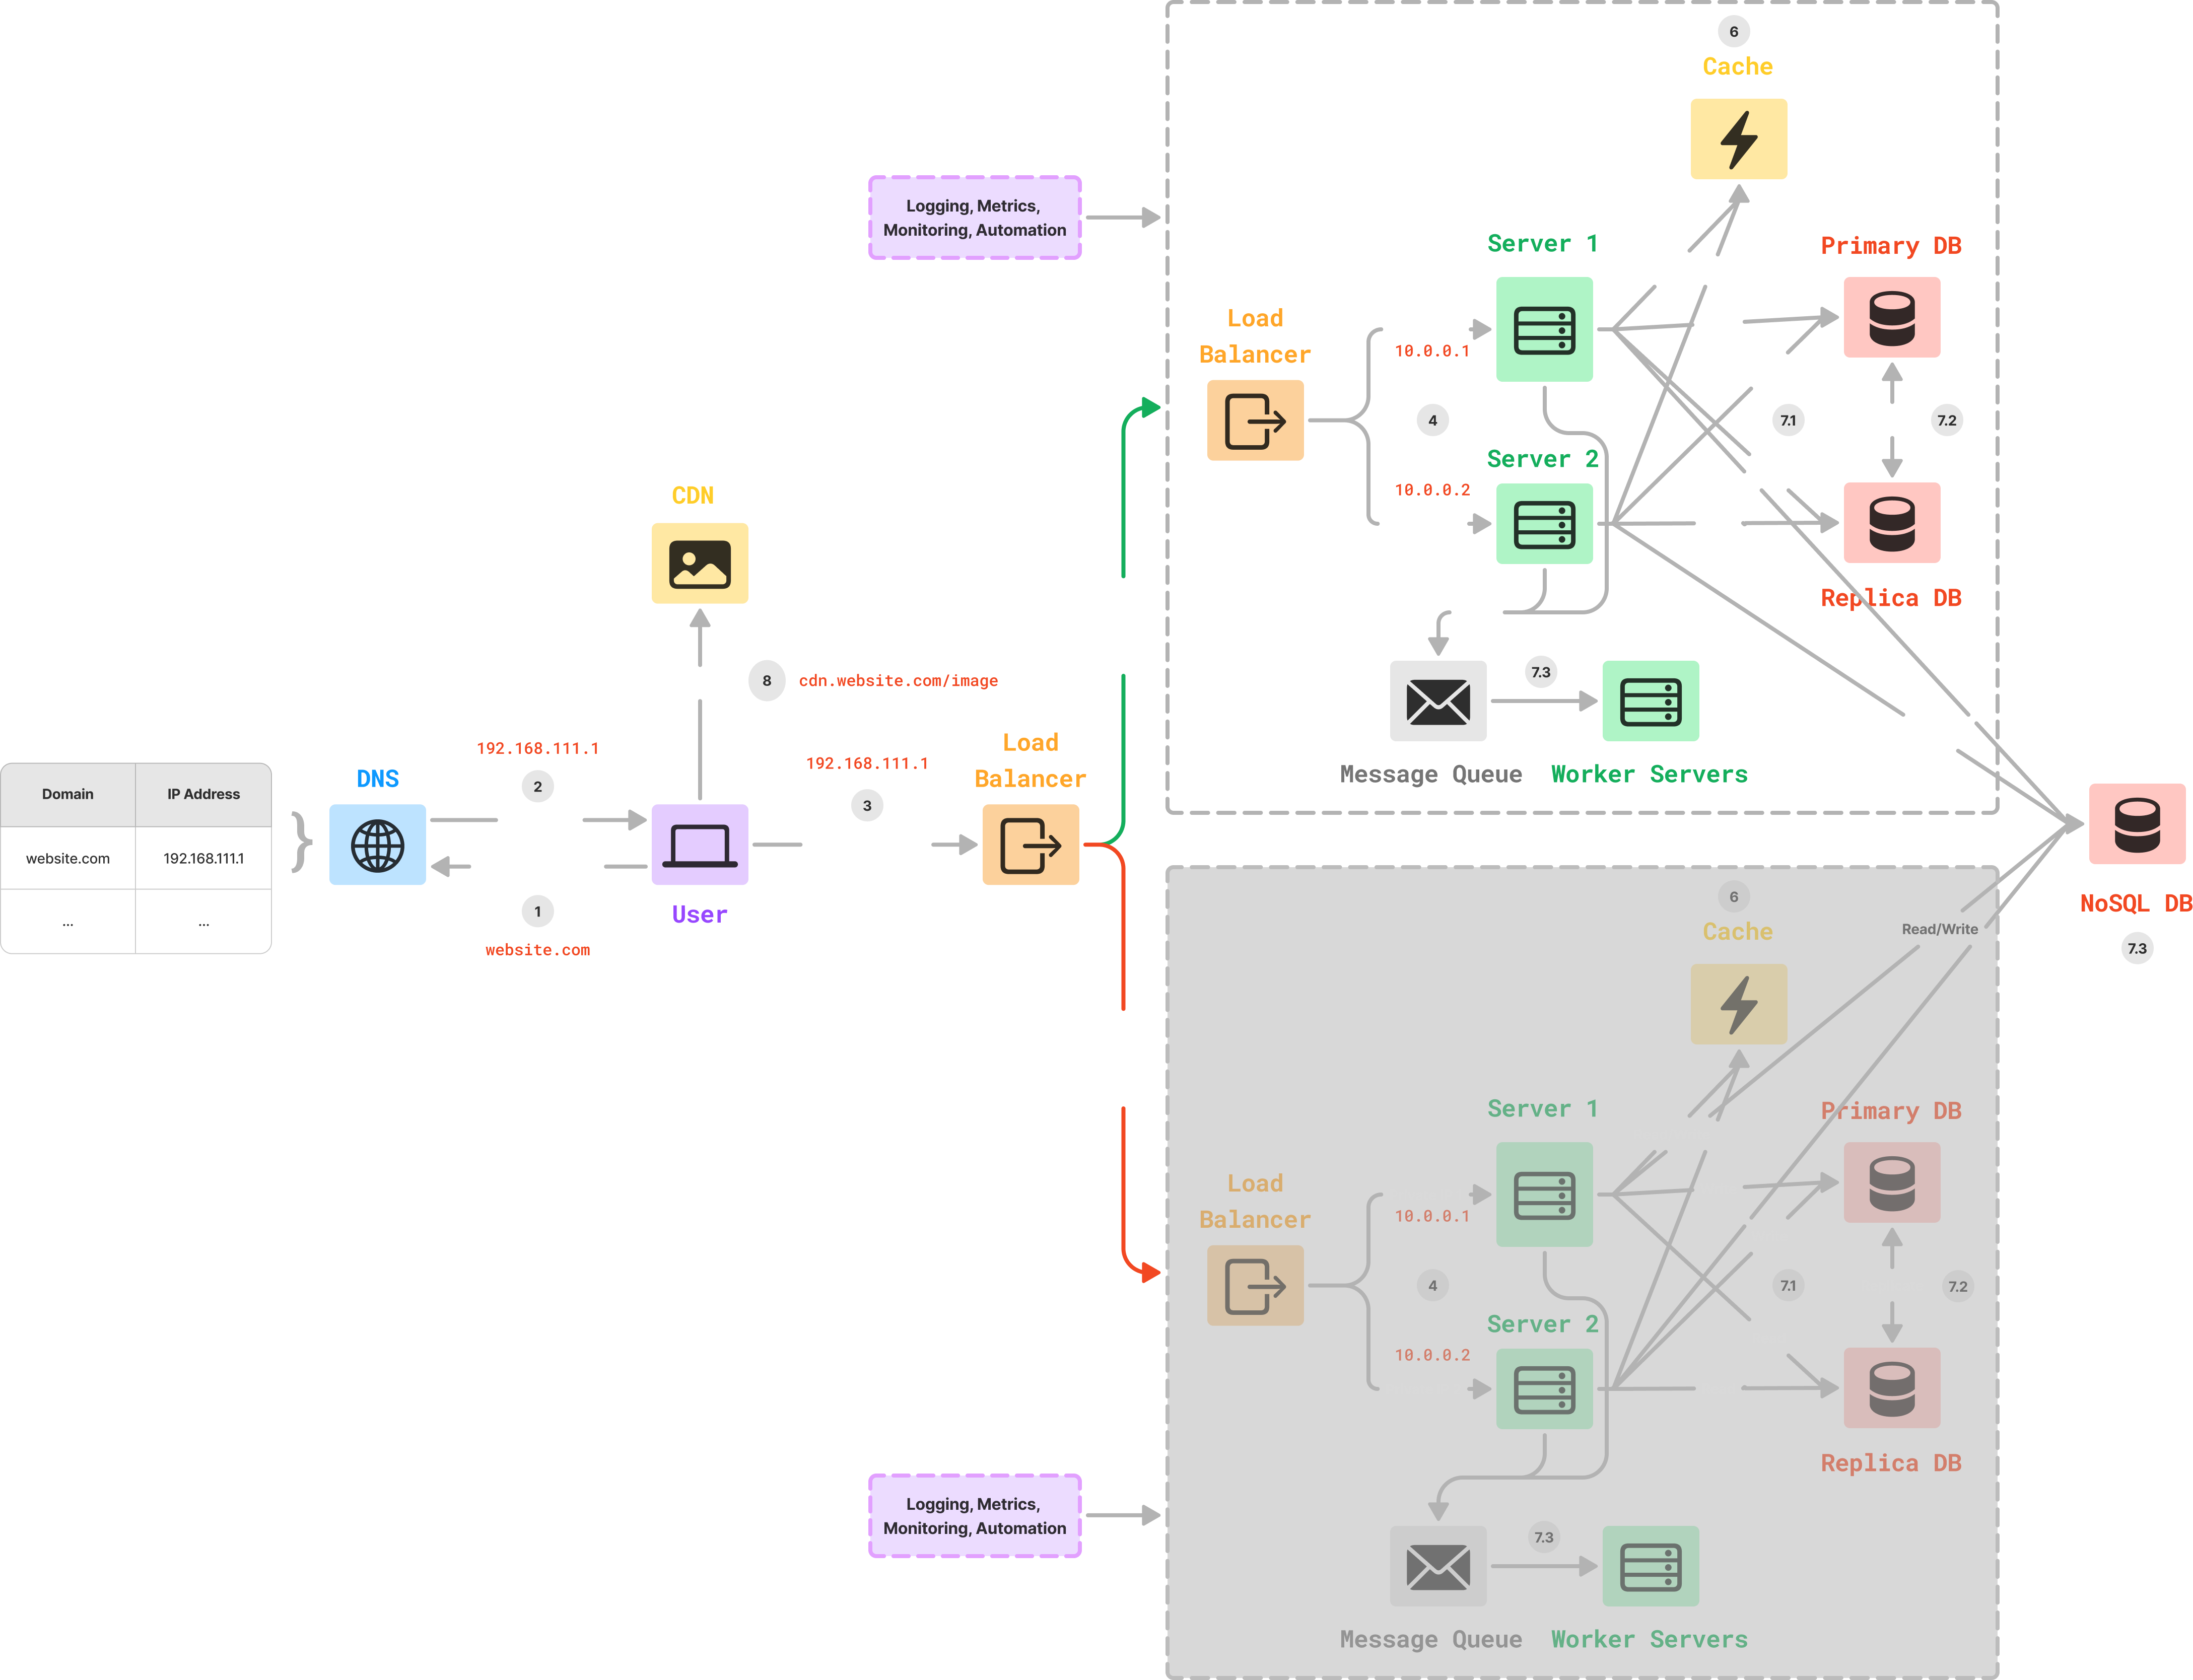 6
Cache
Logging, Metrics,
Monitoring, Automation
Server 1
Primary DB
Load
Balancer
10.0.0.1
4
7.1
7.2
Server 2
10.0.0.2
CDN
Replica DB
8
cdn.website.com/image
7.3
Message Queue
Worker Servers
Domain
IP Address
website.com
192.168.111.1
...
...
DNS
192.168.111.1
2
1
website.com
User
192.168.111.1
3
Load
Balancer
NoSQL DB
7.3
6
Cache
Read/Write
Server 1
Primary DB
Load
Balancer
10.0.0.1
4
7.1
7.2
Server 2
10.0.0.2
Replica DB
Logging, Metrics,
Monitoring, Automation
7.3
Message Queue
Worker Servers